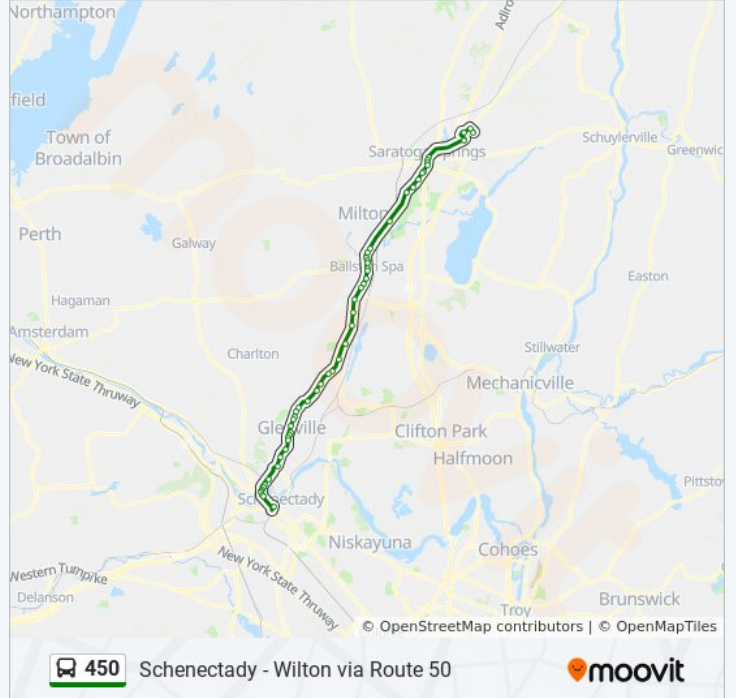 Northampton
Adiro
field
Town of
Broadalbin
Schuylerville
Saratoga Springs
Greenwic
Milton
Perth
Galway
Ballston Spa
Easton
Hagaman
Amsterdam
Stillwater
Charlton
New York State Thruway
Mechanicville
Glenville
Clifton Park
Halfmoon
Pittsto
Schenectady
Niskayuna
Cohoes
New York State Thruway
Western Turnpike
Delanson
Brunswick
Troy
© OpenStreetMap contributors | © OpenMapTiles
450 Schenectady - Wilton via Route 50
moovit